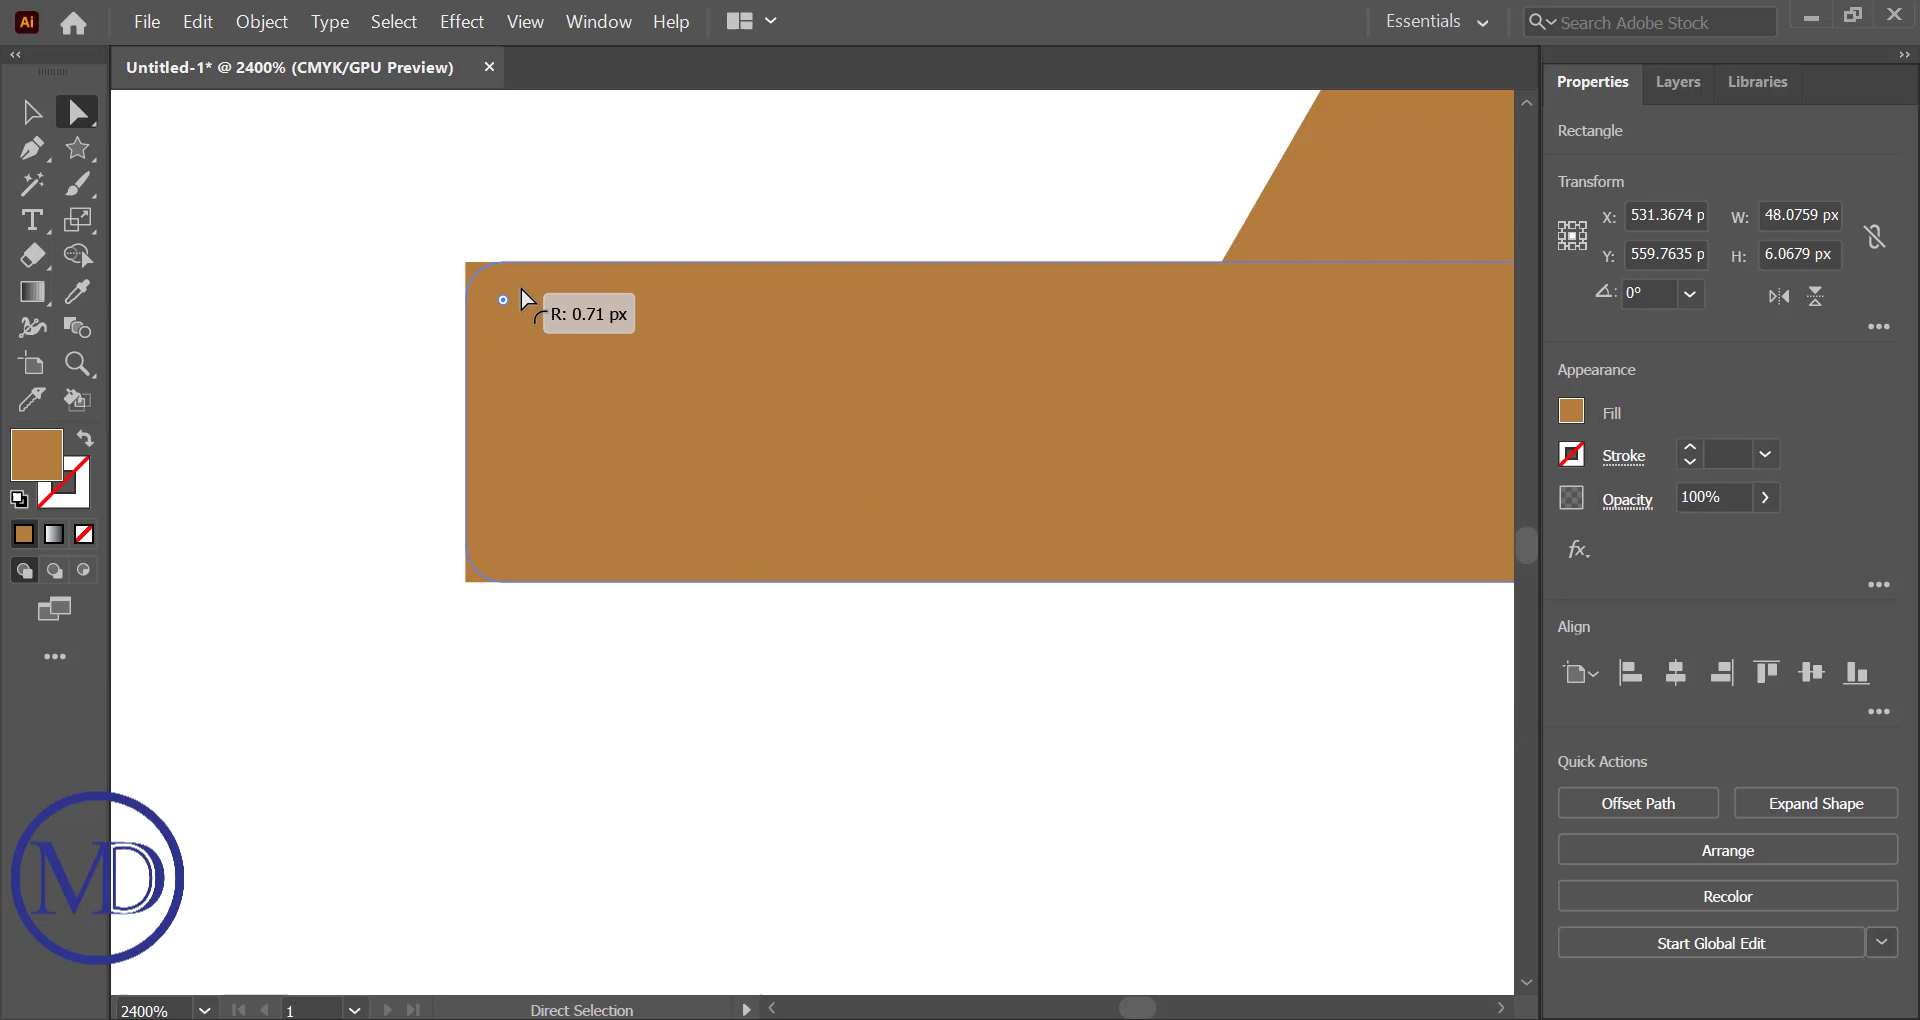 Ai File Edit Object Type Select Effect View Window Help Essentials Search Adobe Stock
Untitled-1* @ 2400% (CMYK/GPU Preview)
Properties Layers Libraries
Rectangle
Transform
X: 531.3674 p W: 48.0759 px
Y: 559.7635 p H: 6.0679 px
0°
R: 0.71 px
Appearance
Fill
Stroke
Opacity 100%
fx
Align
Quick Actions
Offset Path Expand Shape
Arrange
Recolor
Start Global Edit
MD
2400% 1 Direct Selection